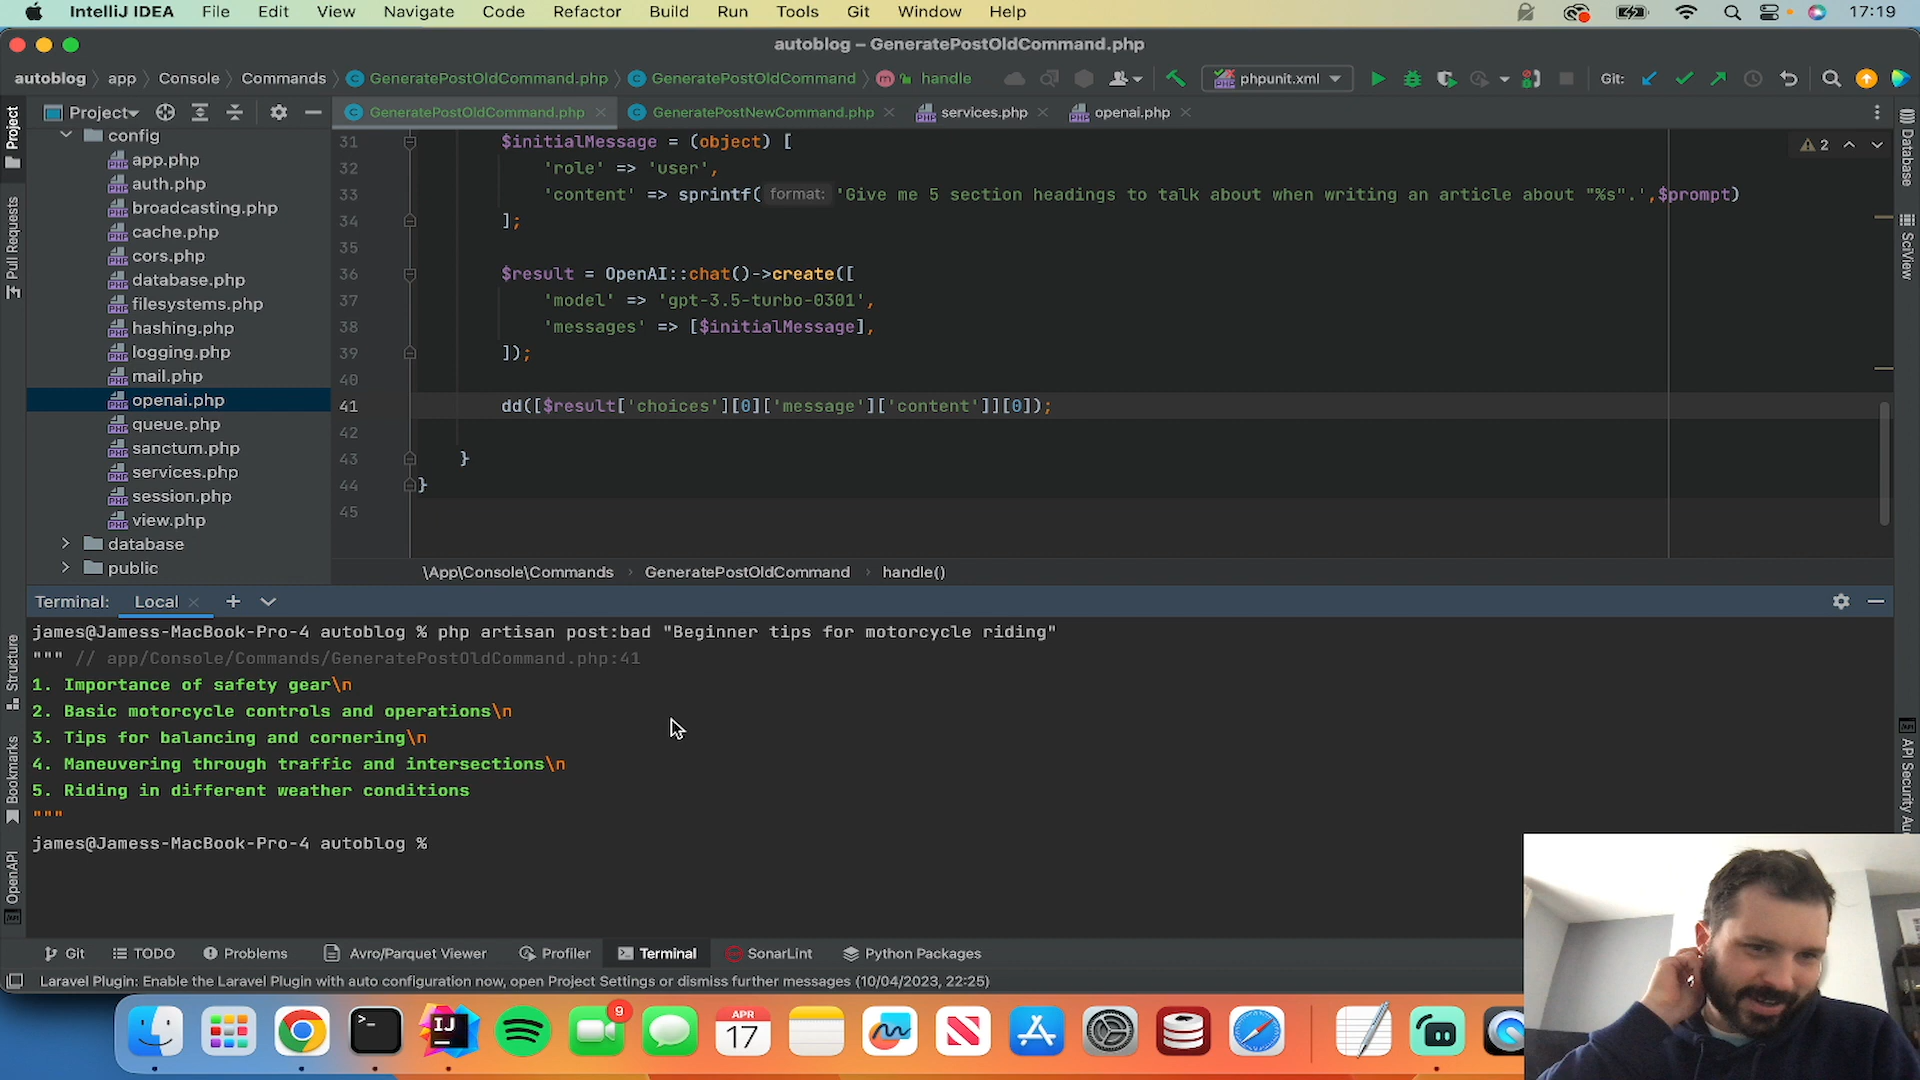 IntelliJ IDEA File Edit View Navigate Code Refactor Build Run Tools Git Window Help 17:19
autoblog – GeneratePostOldCommand.php
autoblog app Console Commands GeneratePostOldCommand.php GeneratePostOldCommand handle phpunit.xml Git:
Project GeneratePostOldCommand.php GeneratePostNewCommand.php services.php openai.php
Project
Pull Requests
Structure
Bookmarks
OpenAPI
config
app.php
auth.php
broadcasting.php
cache.php
cors.php
database.php
filesystems.php
hashing.php
logging.php
mail.php
openai.php
queue.php
sanctum.php
services.php
session.php
view.php
database
public
31 $initialMessage = (object) [
32 'role' => 'user',
33 'content' => sprintf( format: 'Give me 5 section headings to talk about when writing an article about "%s".',$prompt)
34 ];
35
36 $result = OpenAI::chat()->create([
37 'model' => 'gpt-3.5-turbo-0301',
38 'messages' => [$initialMessage],
39 ]);
40
41 dd([$result['choices'][0]['message']['content']][0]);
42
43 }
44 }
45
2
Database
SciView
\App\Console\Commands GeneratePostOldCommand handle()
Terminal: Local
james@Jamess-MacBook-Pro-4 autoblog % php artisan post:bad "Beginner tips for motorcycle riding"
""" // app/Console/Commands/GeneratePostOldCommand.php:41
1. Importance of safety gear\n
2. Basic motorcycle controls and operations\n
3. Tips for balancing and cornering\n
4. Maneuvering through traffic and intersections\n
5. Riding in different weather conditions
"""
james@Jamess-MacBook-Pro-4 autoblog %
API Security
Git TODO Problems Avro/Parquet Viewer Profiler Terminal SonarLint Python Packages
Laravel Plugin: Enable the Laravel Plugin with auto configuration now, open Project Settings or dismiss further messages (10/04/2023, 22:25)
9
APR
17